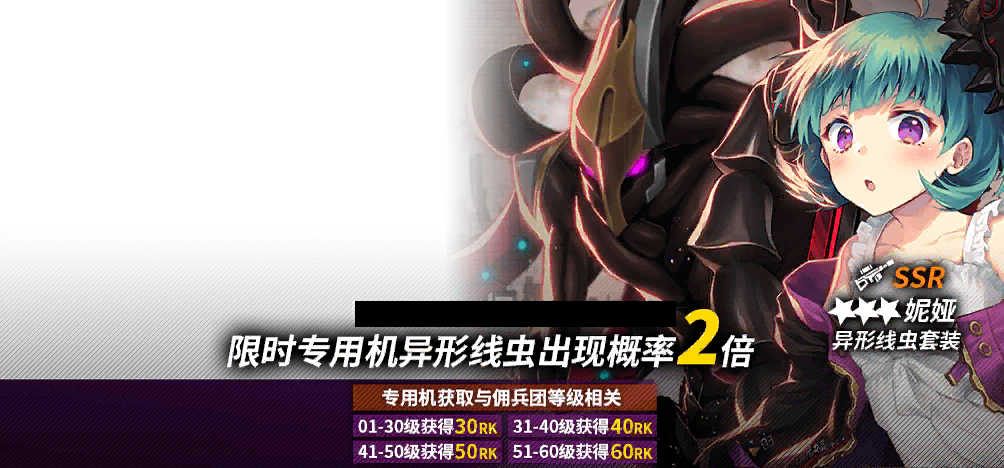 SSR
★★★妮娅
异形线虫套装
限时专用机异形线虫出现概率2倍
专用机获取与佣兵团等级相关
01-30级获得30RK 31-40级获得40RK
41-50级获得50RK 51-60级获得60RK